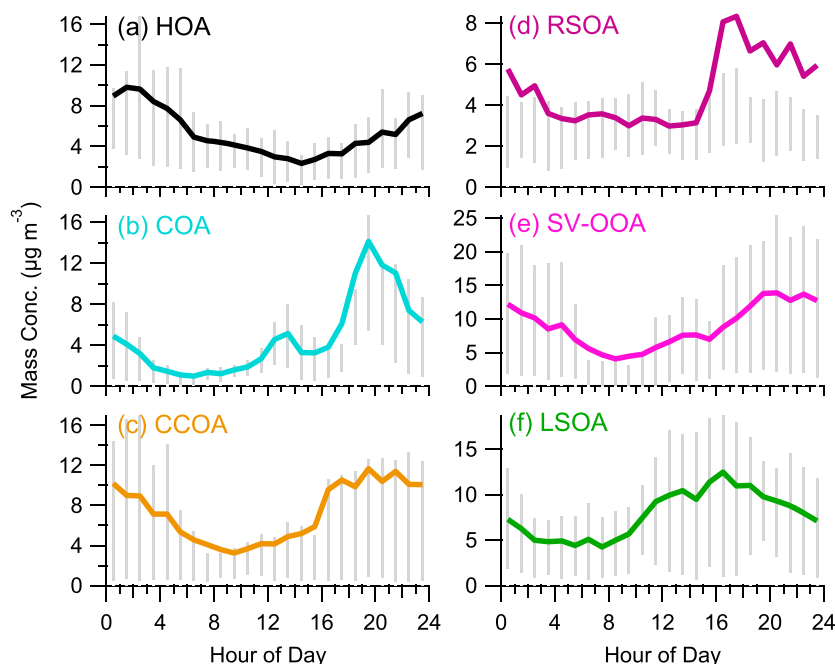 (a) HOA
16
12
8
4
0
(d) RSOA
8
6
4
2
0
Mass Conc. (µg m⁻³)
(b) COA
16
12
8
4
0
(e) SV-OOA
25
20
15
10
5
0
(c) CCOA
16
12
8
4
0
(f) LSOA
15
10
5
0
0 4 8 12 16 20 24
0 4 8 12 16 20 24
Hour of Day
Hour of Day